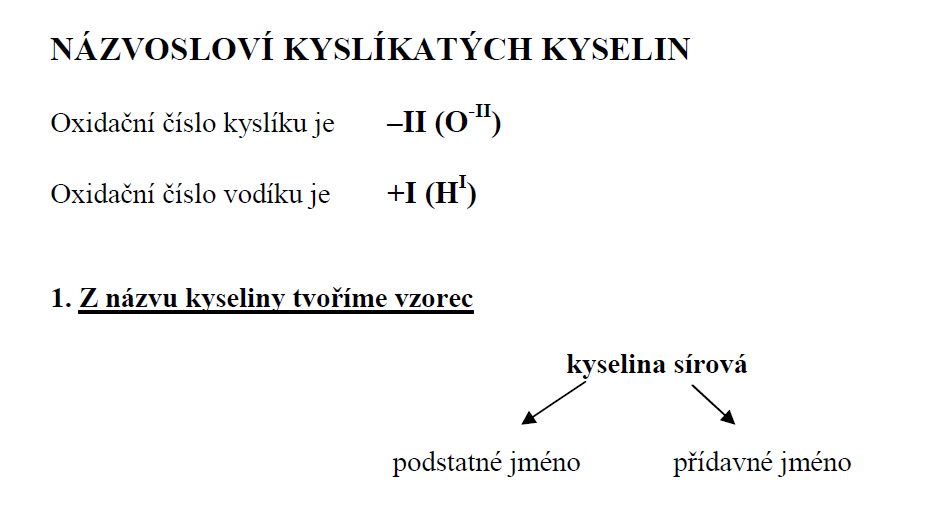 NÁZVOSLOVÍ KYSLÍKATÝCH KYSELIN
Oxidační číslo kyslíku je –II (O⁻ᴵᴵ)
Oxidační číslo vodíku je +I (Hᴵ)
1. Z názvu kyseliny tvoříme vzorec
kyselina sírová
podstatné jméno přídavné jméno